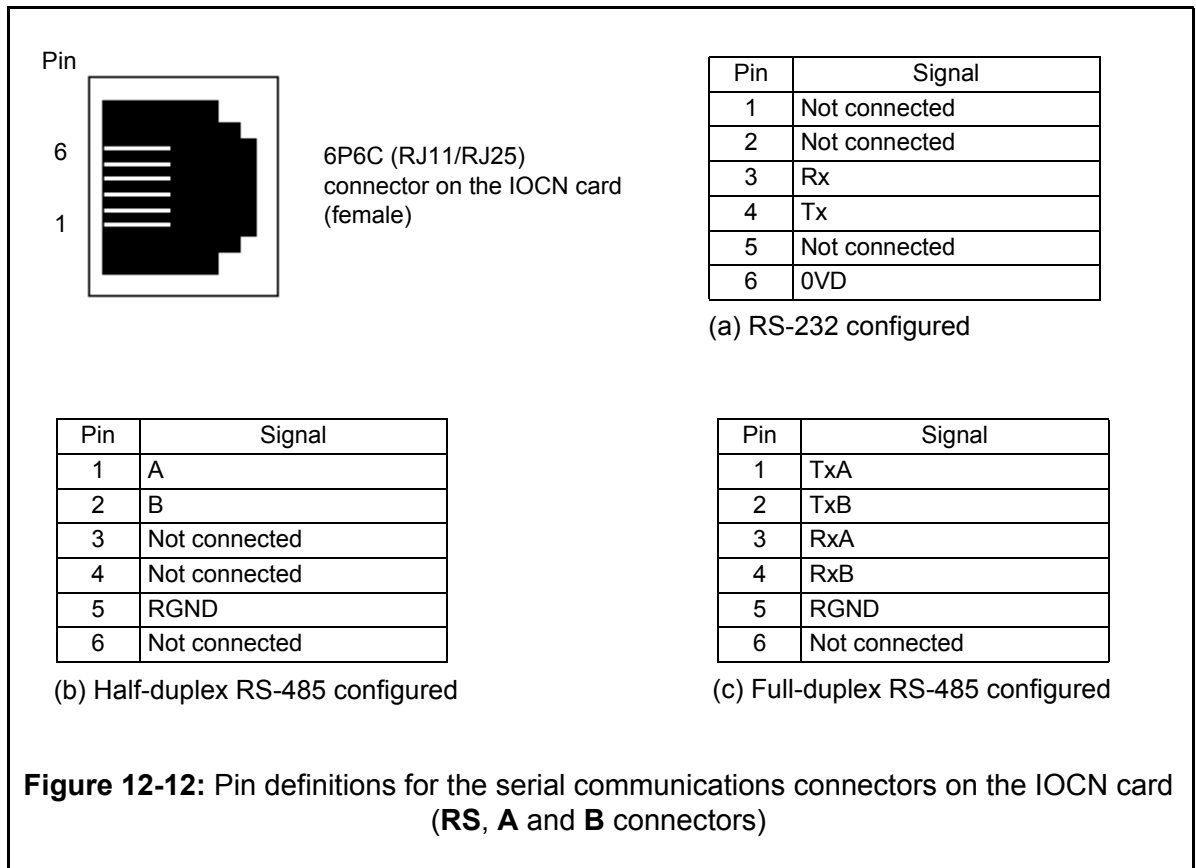 Pin
6
1
6P6C (RJ11/RJ25)
connector on the IOCN card
(female)
Pin Signal
1 Not connected
2 Not connected
3 Rx
4 Tx
5 Not connected
6 0VD
(a) RS-232 configured
Pin Signal
1 A
2 B
3 Not connected
4 Not connected
5 RGND
6 Not connected
(b) Half-duplex RS-485 configured
Pin Signal
1 TxA
2 TxB
3 RxA
4 RxB
5 RGND
6 Not connected
(c) Full-duplex RS-485 configured
Figure 12-12: Pin definitions for the serial communications connectors on the IOCN card
(RS, A and B connectors)